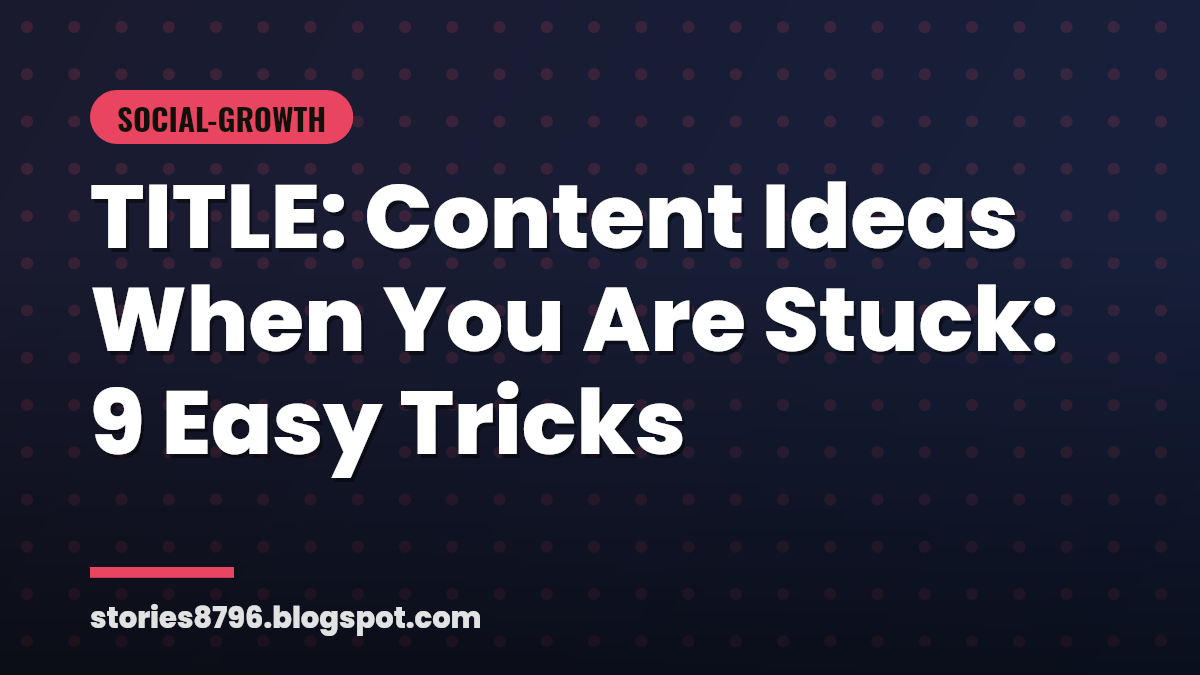 SOCIAL-GROWTH
TITLE: Content Ideas
When You Are Stuck:
9 Easy Tricks
stories8796.blogspot.com